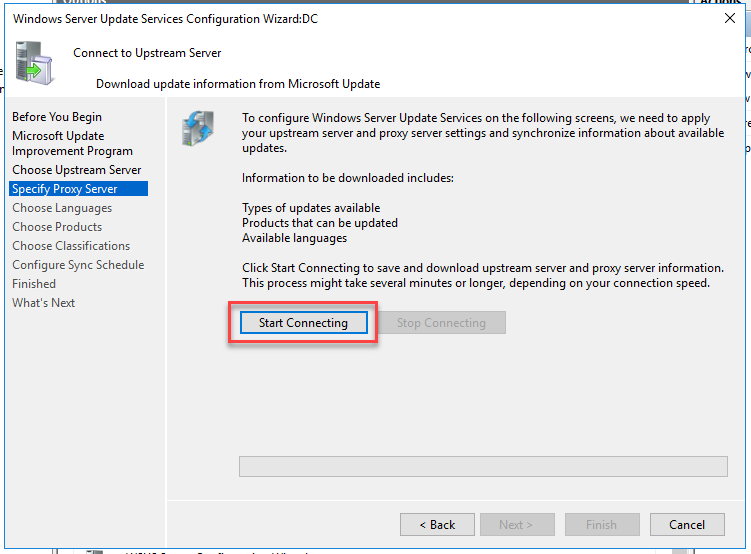 Windows Server Update Services Configuration Wizard:DC
Connect to Upstream Server
Download update information from Microsoft Update
Before You Begin
Microsoft Update
Improvement Program
Choose Upstream Server
Specify Proxy Server
Choose Languages
Choose Products
Choose Classifications
Configure Sync Schedule
Finished
What's Next
To configure Windows Server Update Services on the following screens, we need to apply
your upstream server and proxy server settings and synchronize information about available
updates.
Information to be downloaded includes:
Types of updates available
Products that can be updated
Available languages
Click Start Connecting to save and download upstream server and proxy server information.
This process might take several minutes or longer, depending on your connection speed.
Start Connecting
Stop Connecting
< Back
Next >
Finish
Cancel